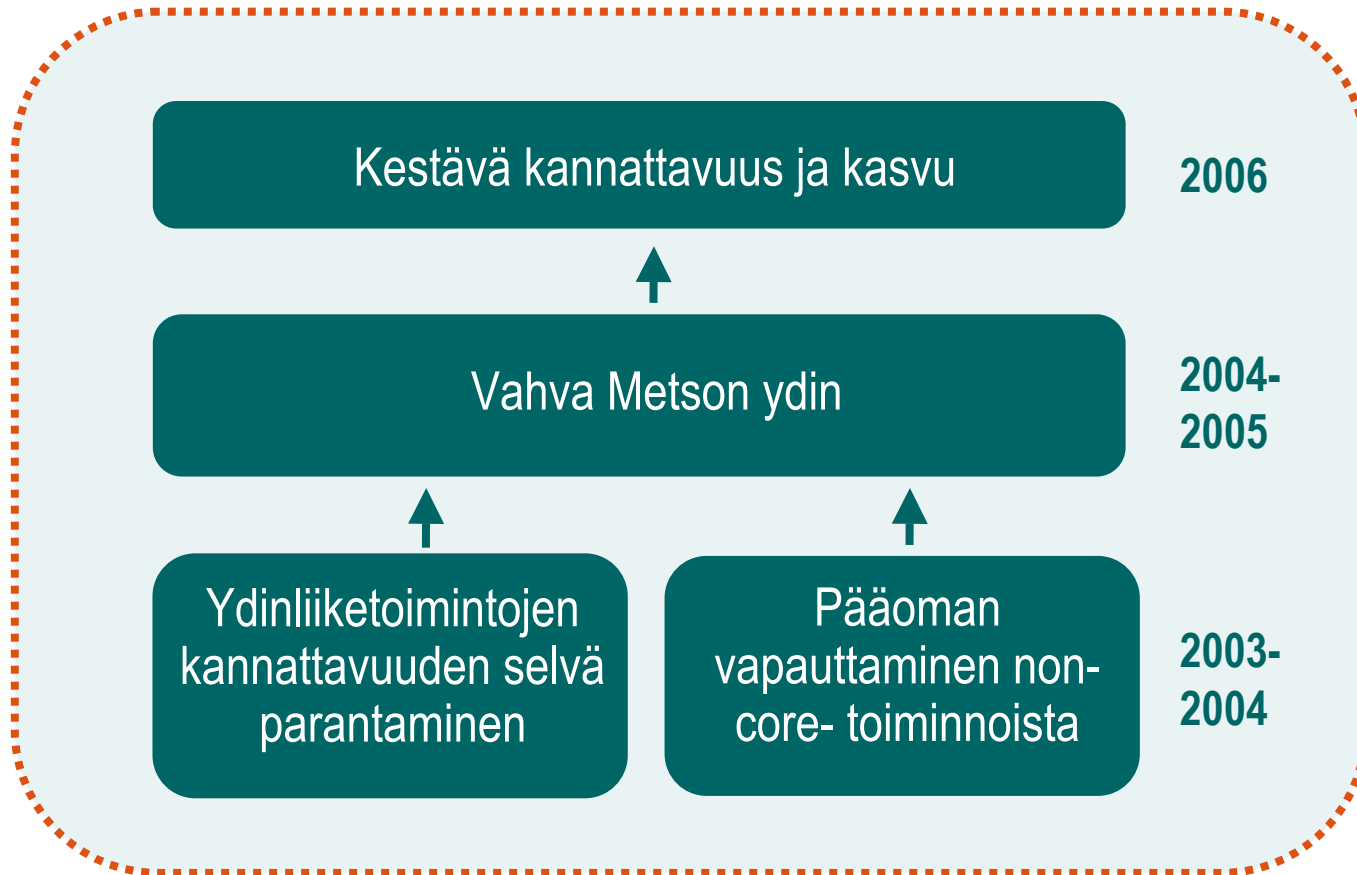 Kestävä kannattavuus ja kasvu
2006
Vahva Metson ydin
2004-
2005
Ydinliiketoimintojen
kannattavuuden selvä
parantaminen
Pääoman
vapauttaminen non-
core- toiminnoista
2003-
2004